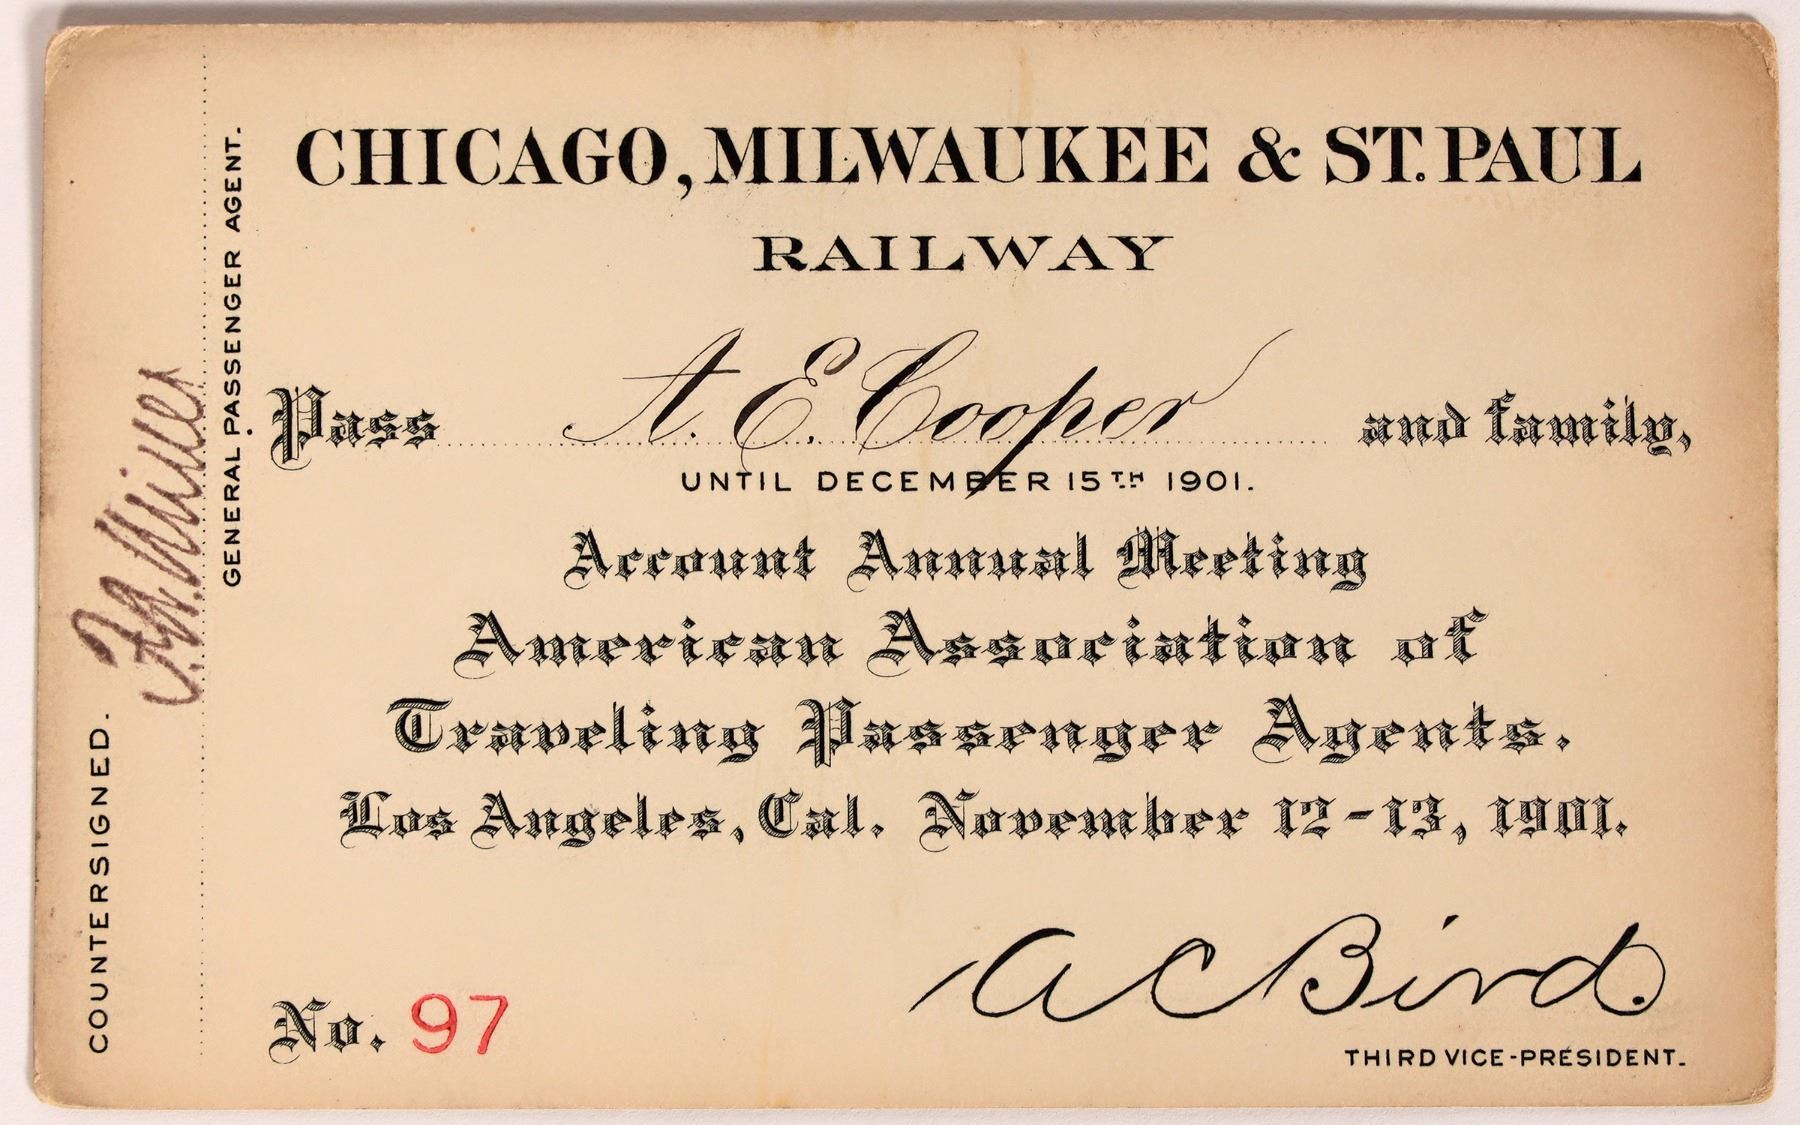 CHICAGO, MILWAUKEE & ST. PAUL
RAILWAY
Pass A. E. Cooper and family,
UNTIL DECEMBER 15TH 1901.
Account Annual Meeting
American Association of
Traveling Passenger Agents.
Los Angeles, Cal. November 12-13, 1901.
No. 97
A C Bird
THIRD VICE-PRESIDENT.
COUNTERSIGNED.
F. A. Miller
GENERAL PASSENGER AGENT.